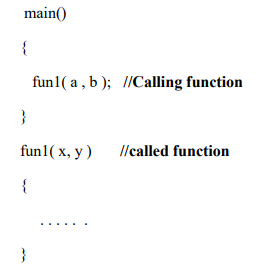 main()
{
fun1( a , b ); //Calling function
}
fun1( x, y ) //called function
{
. . . . . .
}